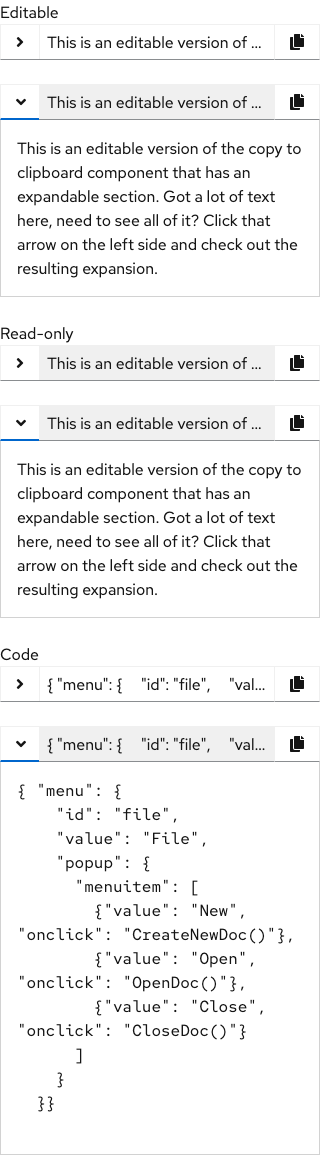 Editable
This is an editable version of ...
This is an editable version of ...
This is an editable version of the copy to
clipboard component that has an
expandable section. Got a lot of text
here, need to see all of it? Click that
arrow on the left side and check out the
resulting expansion.
Read-only
This is an editable version of ...
This is an editable version of ...
This is an editable version of the copy to
clipboard component that has an
expandable section. Got a lot of text
here, need to see all of it? Click that
arrow on the left side and check out the
resulting expansion.
Code
{ "menu": {    "id": "file",    "val...
{ "menu": {    "id": "file",    "val...
{ "menu": {
    "id": "file",
    "value": "File",
    "popup": {
      "menuitem": [
        {"value": "New",
"onclick": "CreateNewDoc()"},
        {"value": "Open",
"onclick": "OpenDoc()"},
        {"value": "Close",
"onclick": "CloseDoc()"}
      ]
    }
  }}